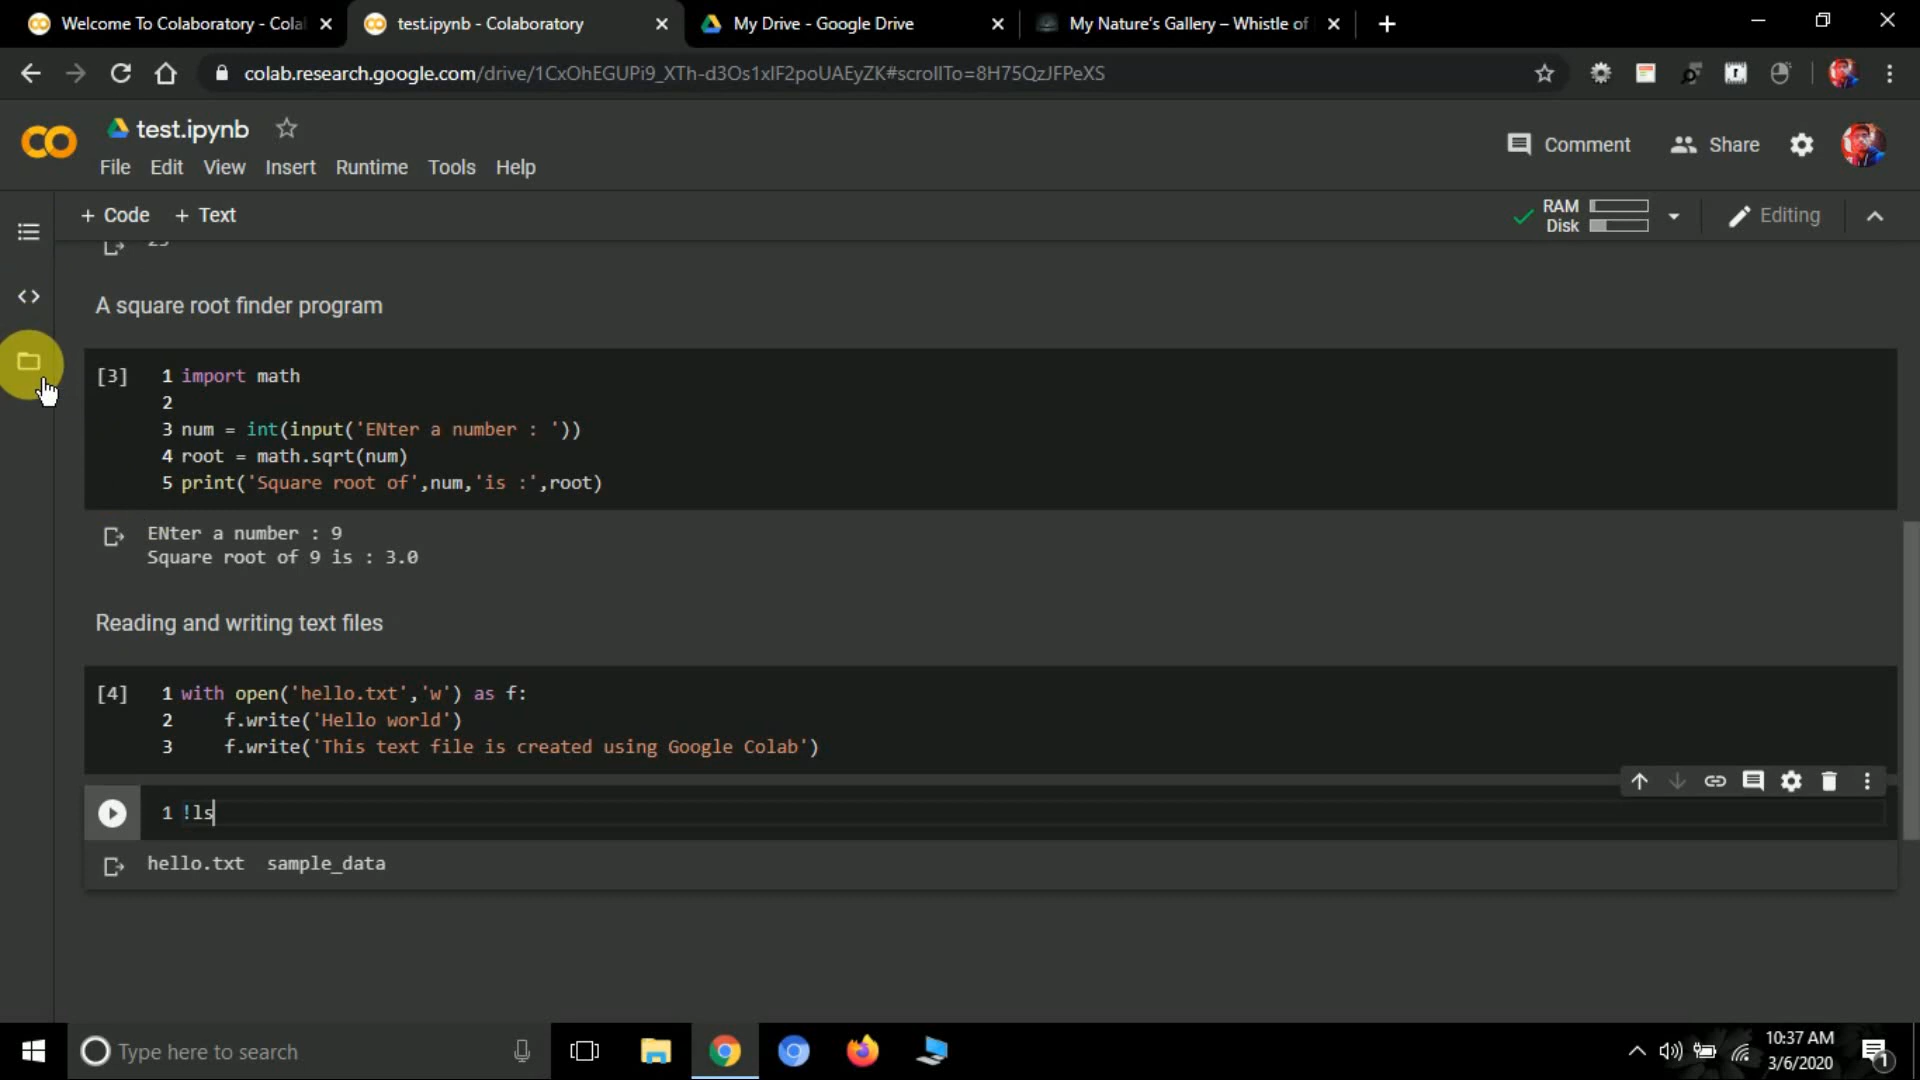 Welcome To Colaboratory - Cola
test.ipynb - Colaboratory
My Drive - Google Drive
My Nature's Gallery – Whistle of
colab.research.google.com/drive/1CxOhEGUPi9_XTh-d3Os1xIF2poUAEyZK#scrollTo=8H75QzJFPeXS
test.ipynb
Comment
Share
File Edit View Insert Runtime Tools Help
+ Code + Text
RAM
Disk
Editing
A square root finder program
[3] 1 import math
2
3 num = int(input('ENter a number : '))
4 root = math.sqrt(num)
5 print('Square root of',num,'is :',root)
ENter a number : 9
Square root of 9 is : 3.0
Reading and writing text files
[4] 1 with open('hello.txt','w') as f:
2 f.write('Hello world')
3 f.write('This text file is created using Google Colab')
1 !ls
hello.txt sample_data
Type here to search
10:37 AM
3/6/2020
1